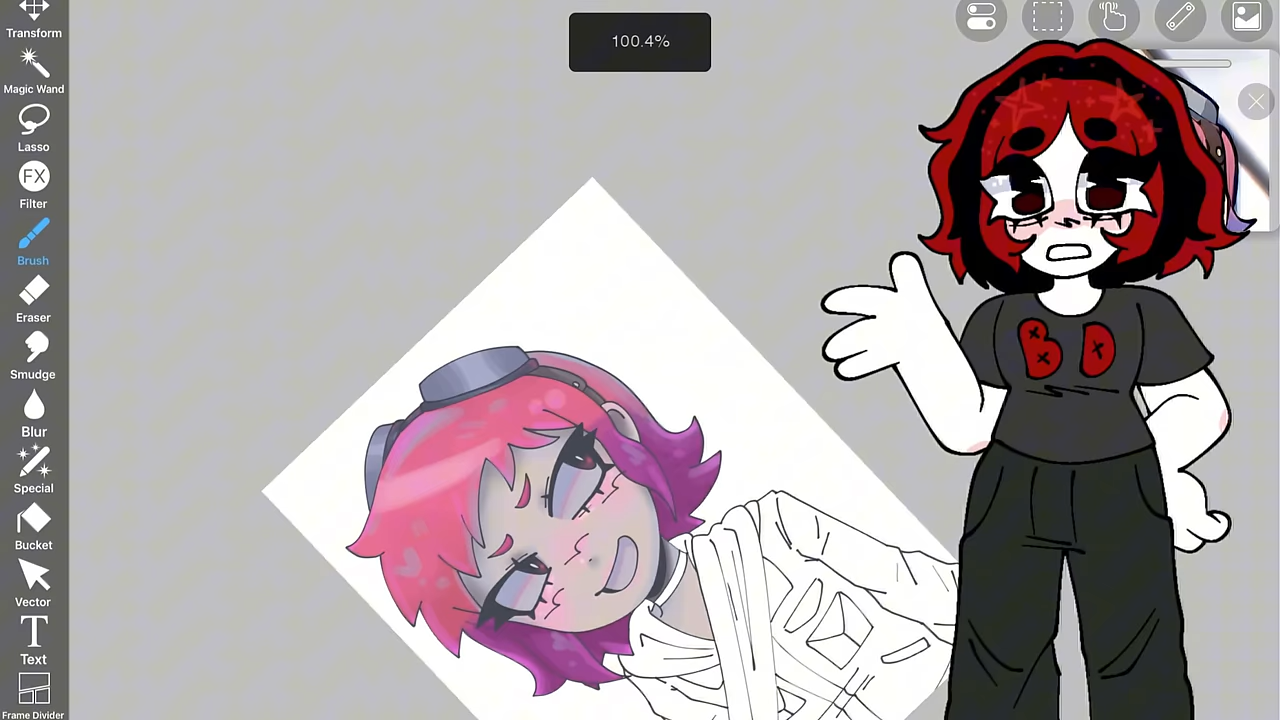 Transform
100.4%
Magic Wand
Lasso
FX
Filter
Brush
Eraser
Smudge
Blur
Special
Bucket
Vector
T
Text
Frame Divider
B D